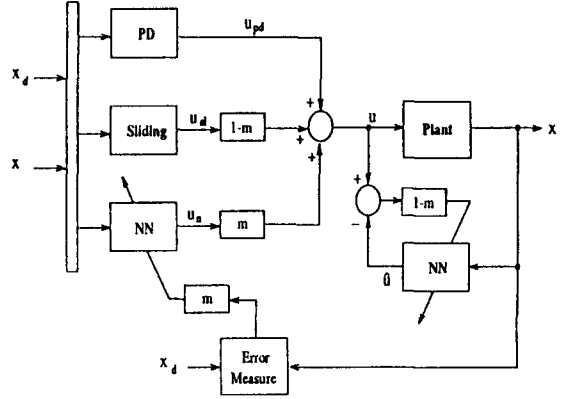 PD
u_pd
x_d
+
Sliding
u_sl
1-m
+
u
Plant
x
x
+
+
1-m
NN
u_n
m
−
NN
û
m
x_d
Error
Measure